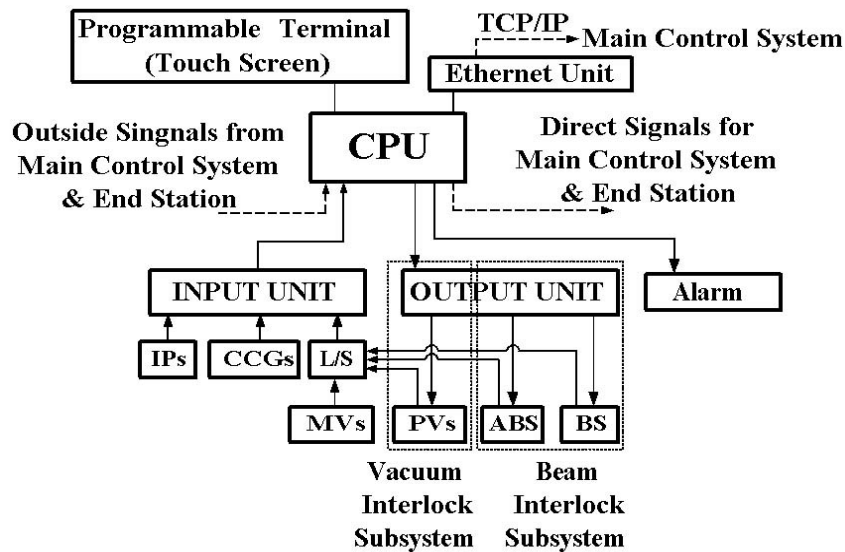 Programmable Terminal
(Touch Screen)
TCP/IP
Main Control System
Ethernet Unit
Outside Singnals from
Main Control System
& End Station
CPU
Direct Signals for
Main Control System
& End Station
INPUT UNIT
OUTPUT UNIT
Alarm
IPs
CCGs
L/S
MVs
PVs
ABS
BS
Vacuum
Interlock
Subsystem
Beam
Interlock
Subsystem